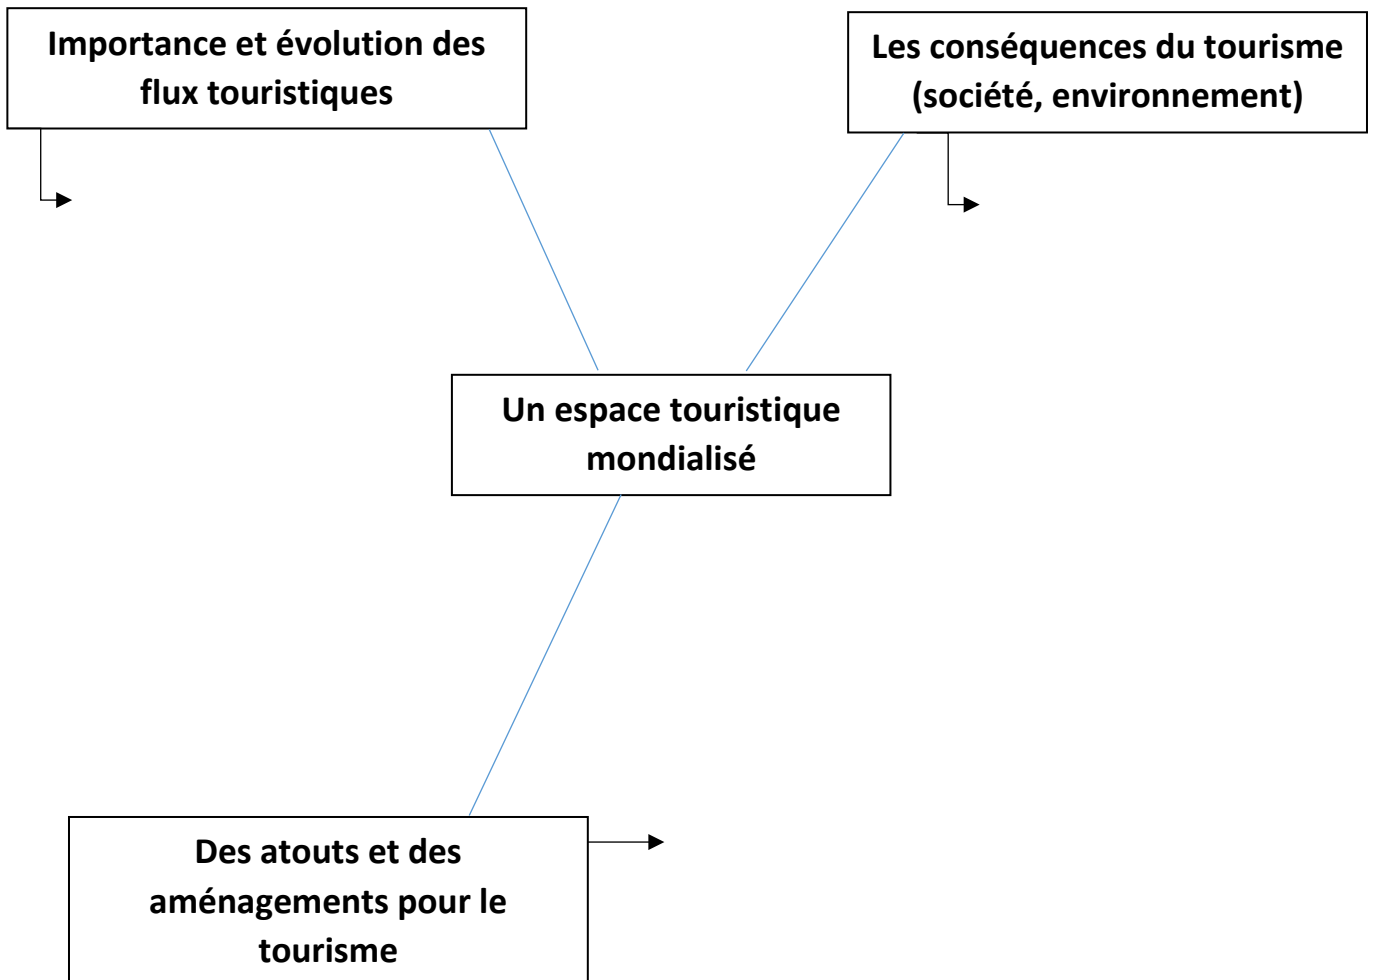 Importance et évolution des
flux touristiques
Les conséquences du tourisme
(société, environnement)
Un espace touristique
mondialisé
Des atouts et des
aménagements pour le
tourisme